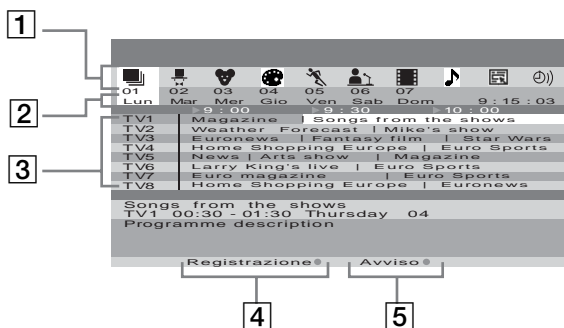 1
01 02 03 04 05 06 07
2
Lun Mar Mer Gio Ven Sab Dom 9:15:03
9:00 9:30 10:00
TV1 Magazine | Songs from the shows
TV2 Weather Forecast | Mike's show
TV3 Euronews | Fantasy film | Star Wars
3
TV4 Home Shopping Europe | Euro Sports
TV5 News | Arts show | Magazine
TV6 Larry King's live | Euro Sports
TV7 Euro magazine | Euro Sports
TV8 Home Shopping Europe | Euronews
Songs from the shows
TV1 00:30 - 01:30 Thursday 04
Programme description
Registrazione Avviso
4 5